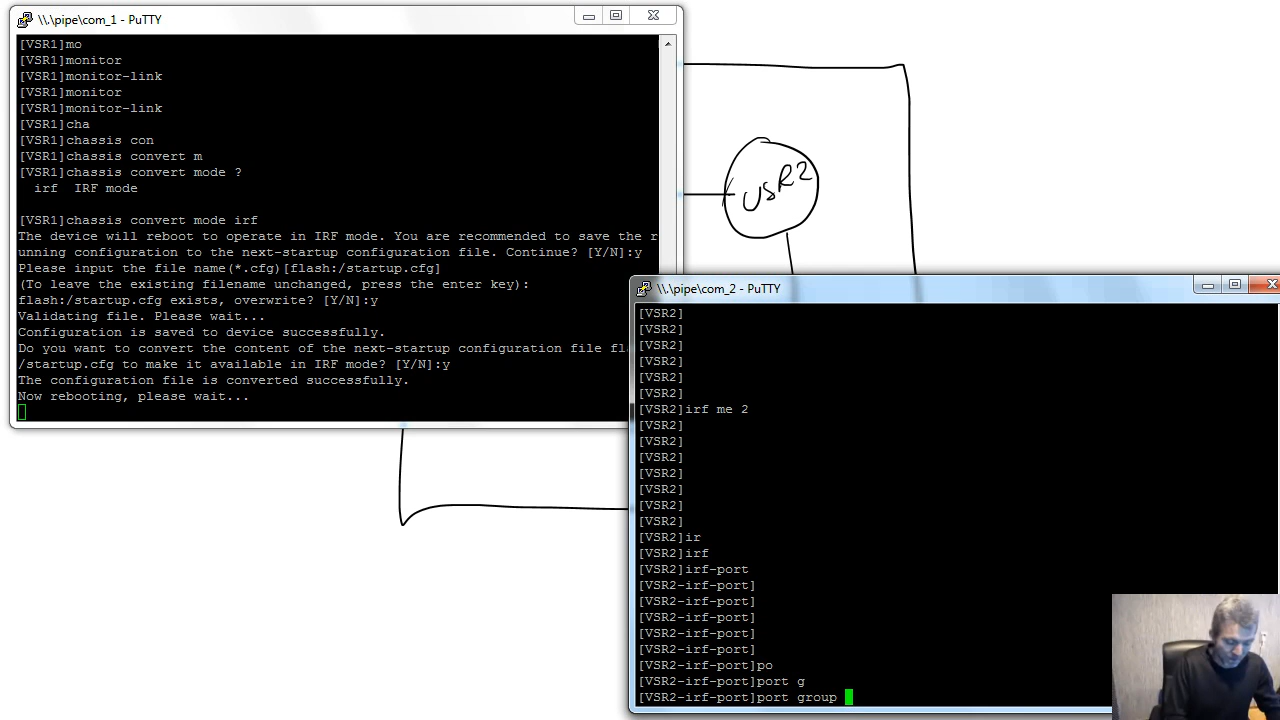 \\.\pipe\com_1 - PuTTY
[VSR1]mo
[VSR1]monitor
[VSR1]monitor-link
[VSR1]monitor
[VSR1]monitor-link
[VSR1]cha
[VSR1]chassis con
[VSR1]chassis convert m
[VSR1]chassis convert mode ?
irf  IRF mode
[VSR1]chassis convert mode irf
The device will reboot to operate in IRF mode. You are recommended to save the r
unning configuration to the next-startup configuration file. Continue? [Y/N]:y
Please input the file name(*.cfg)[flash:/startup.cfg]
(To leave the existing filename unchanged, press the enter key):
flash:/startup.cfg exists, overwrite? [Y/N]:y
Validating file. Please wait...
Configuration is saved to device successfully.
Do you want to convert the content of the next-startup configuration file fl
/startup.cfg to make it available in IRF mode? [Y/N]:y
The configuration file is converted successfully.
Now rebooting, please wait...
VSR2
\\.\pipe\com_2 - PuTTY
[VSR2]
[VSR2]
[VSR2]
[VSR2]
[VSR2]
[VSR2]
[VSR2]irf me 2
[VSR2]
[VSR2]
[VSR2]
[VSR2]
[VSR2]
[VSR2]
[VSR2]
[VSR2]ir
[VSR2]irf
[VSR2]irf-port
[VSR2-irf-port]
[VSR2-irf-port]
[VSR2-irf-port]
[VSR2-irf-port]
[VSR2-irf-port]
[VSR2-irf-port]po
[VSR2-irf-port]port g
[VSR2-irf-port]port group